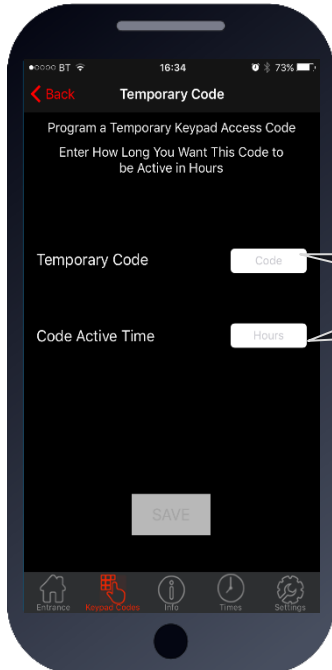 ●○○○○ BT 16:34 73%
Back Temporary Code
Program a Temporary Keypad Access Code
Enter How Long You Want This Code to
be Active in Hours
Temporary Code Code
Code Active Time Hours
SAVE
Entrance Keypad Codes Info Times Settings